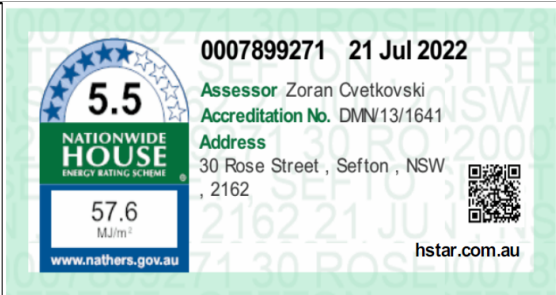 0007899271 21 Jul 2022
5.5
Assessor Zoran Cvetkovski
Accreditation No. DMN/13/1641
Address
30 Rose Street , Sefton , NSW
, 2162
NATIONWIDE
HOUSE
ENERGY RATING SCHEME
®
57.6
MJ/m²
www.nathers.gov.au
hstar.com.au